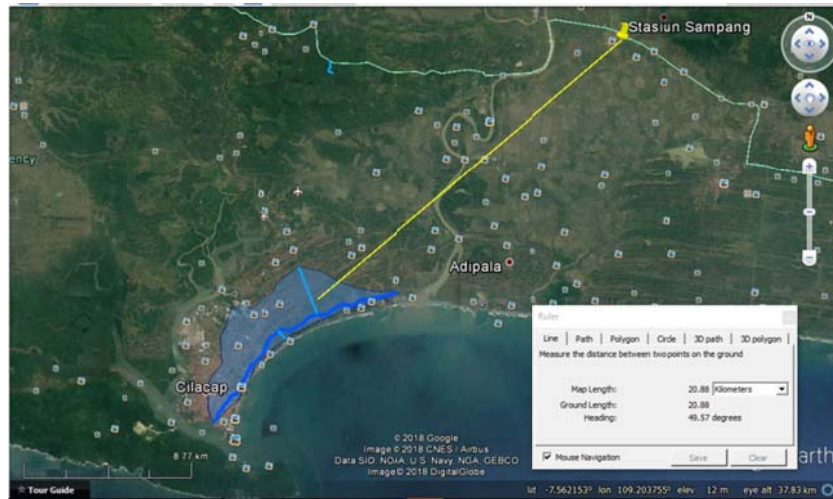 N
Stasiun Sampang
ency
Adipala
Cilacap
8.77 km
© 2018 Google
Image © 2018 CNES / Airbus
Data SIO, NOAA, U.S. Navy, NGA, GEBCO
Image © 2018 DigitalGlobe
Ruler
Line Path Polygon Circle 3D path 3D polygon
Measure the distance between two points on the ground
Map Length: 20.88 Kilometers
Ground Length: 20.88
Heading: 49.57 degrees
Mouse Navigation Save Clear
arth
Tour Guide
lat -7.562153° lon 109.203755° elev 12 m eye alt 37.83 km